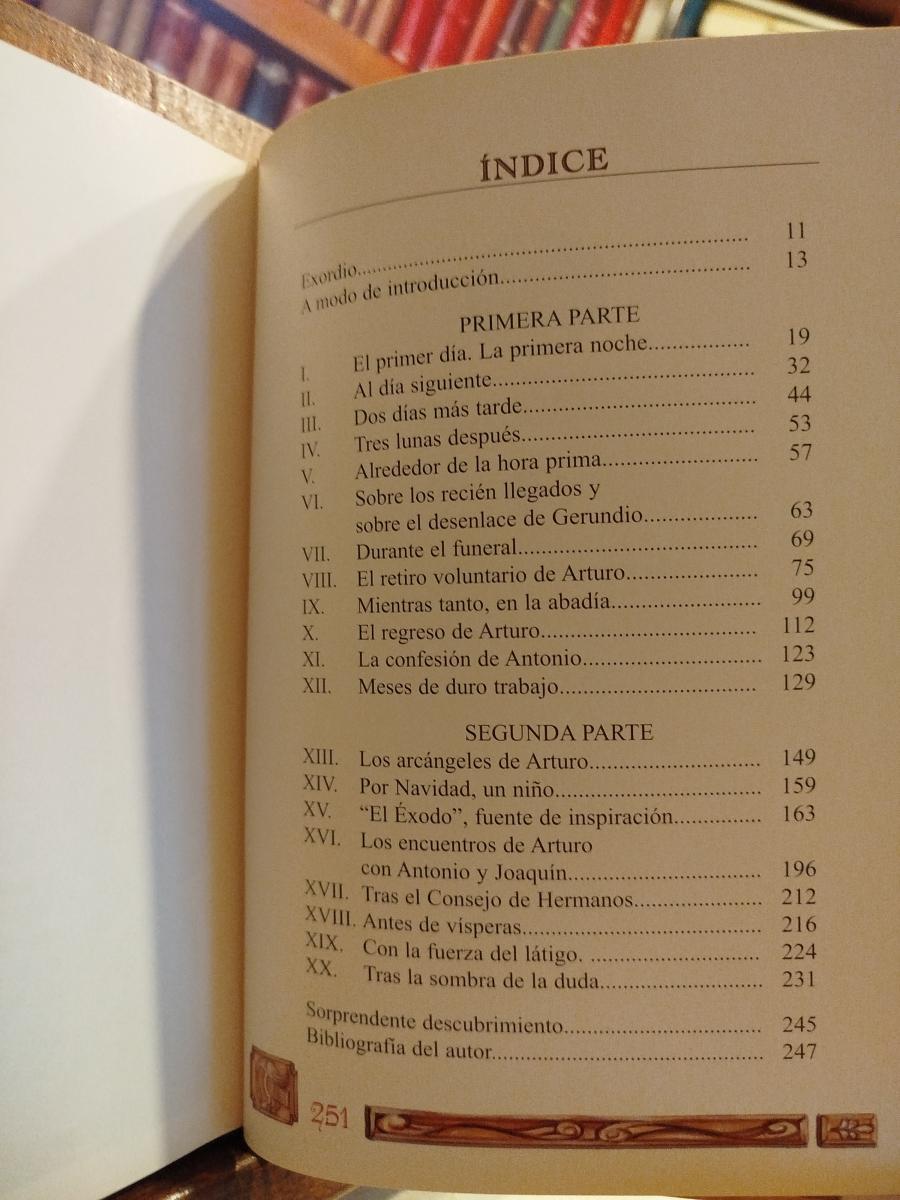 ÍNDICE
Exordio........................................................ 11
A modo de introducción..................................... 13
PRIMERA PARTE
I. El primer día. La primera noche................ 19
II. Al día siguiente.......................................... 32
III. Dos días más tarde..................................... 44
IV. Tres lunas después..................................... 53
V. Alrededor de la hora prima........................ 57
VI. Sobre los recién llegados y
sobre el desenlace de Gerundio.................. 63
VII. Durante el funeral...................................... 69
VIII. El retiro voluntario de Arturo..................... 75
IX. Mientras tanto, en la abadía........................ 99
X. El regreso de Arturo................................... 112
XI. La confesión de Antonio............................ 123
XII. Meses de duro trabajo................................ 129
SEGUNDA PARTE
XIII. Los arcángeles de Arturo........................... 149
XIV. Por Navidad, un niño................................. 159
XV. “El Éxodo”, fuente de inspiración.............. 163
XVI. Los encuentros de Arturo
con Antonio y Joaquín............................... 196
XVII. Tras el Consejo de Hermanos.................... 212
XVIII. Antes de vísperas....................................... 216
XIX. Con la fuerza del látigo. ............................ 224
XX. Tras la sombra de la duda.......................... 231
Sorprendente descubrimiento............................... 245
Bibliografía del autor........................................... 247
251